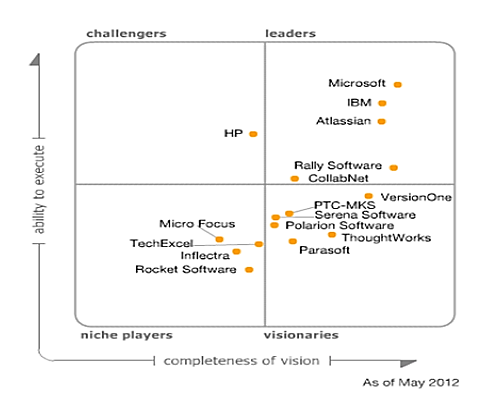 challengers
leaders
Microsoft
IBM
Atlassian
HP
Rally Software
CollabNet
ability to execute
VersionOne
PTC-MKS
Serena Software
Micro Focus
Polarion Software
ThoughtWorks
TechExcel
Parasoft
Inflectra
Rocket Software
niche players
visionaries
completeness of vision
As of May 2012